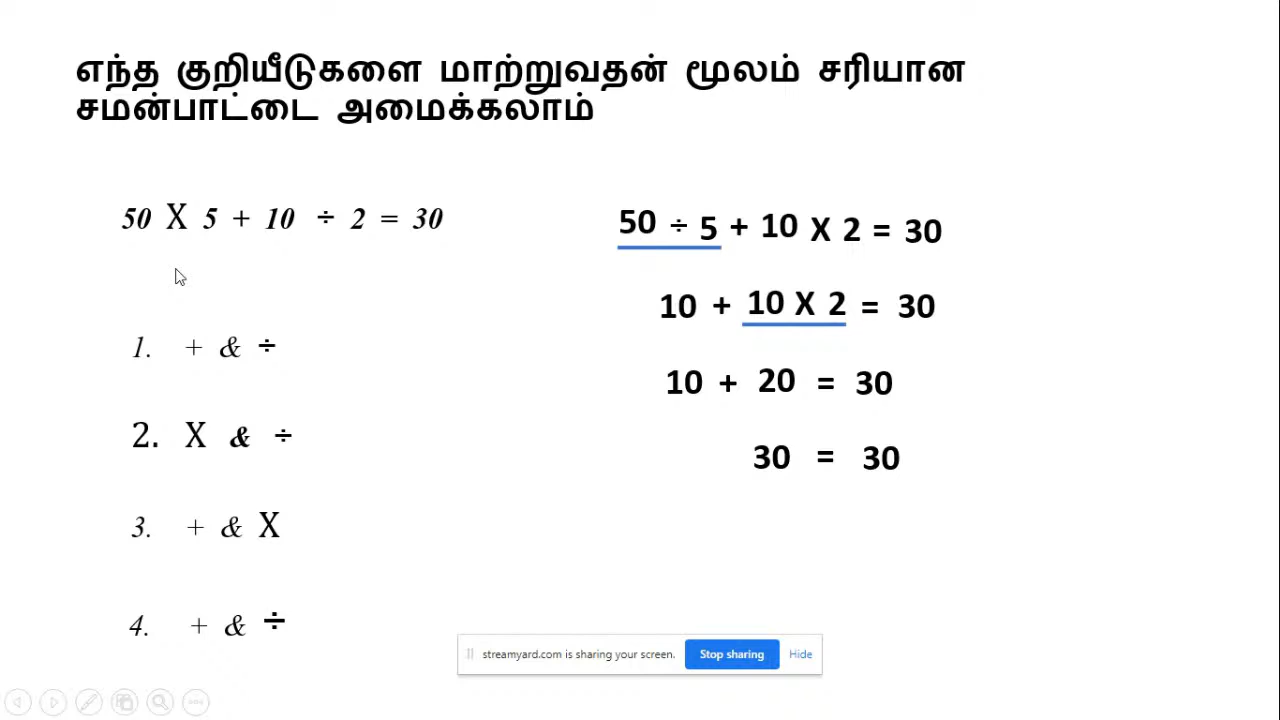 எந்த குறியீடுகளை மாற்றுவதன் மூலம் சரியான
சமன்பாட்டை அமைக்கலாம்
50 X 5 + 10 ÷ 2 = 30
1. + & ÷
2. X & ÷
3. + & X
4. + & ÷
50 ÷ 5 + 10 X 2 = 30
10 + 10 X 2 = 30
10 + 20 = 30
30 = 30
streamyard.com is sharing your screen. Stop sharing Hide